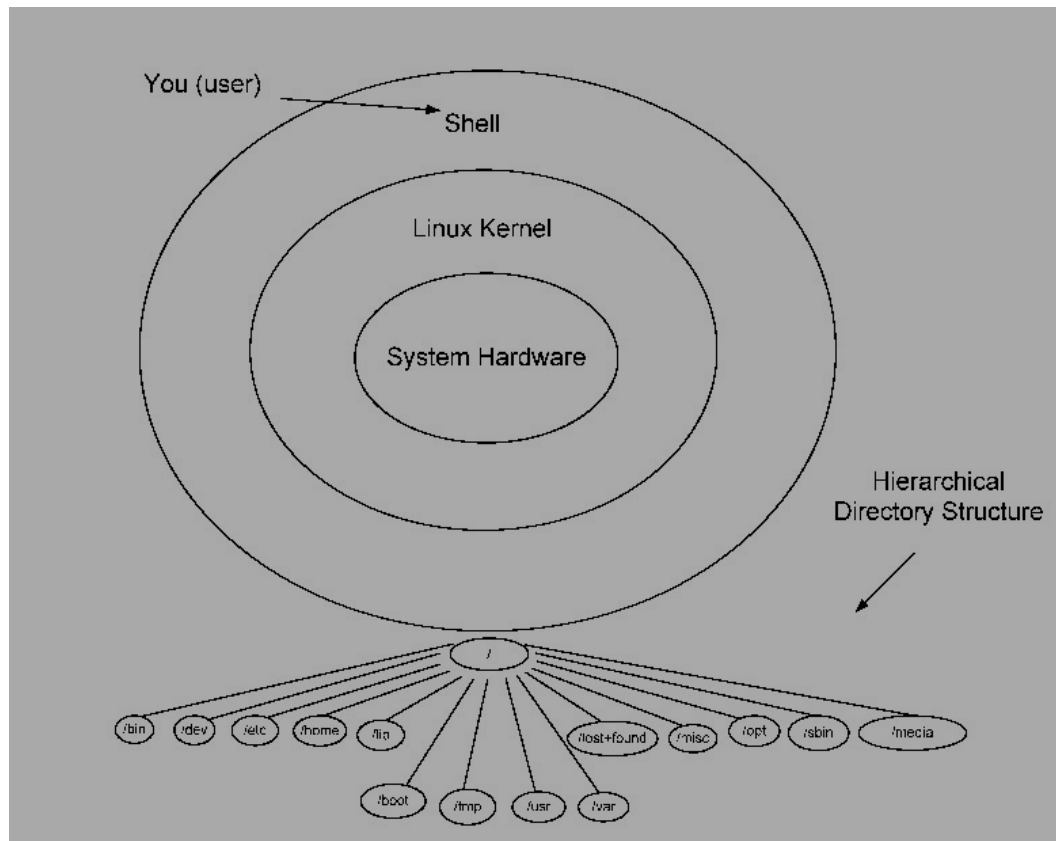 You (user)
Shell
Linux Kernel
System Hardware
Hierarchical
Directory Structure
/
/bin
/dev
/etc
/home
/lib
/lost+found
/misc
/opt
/sbin
/media
/boot
/tmp
/usr
/var